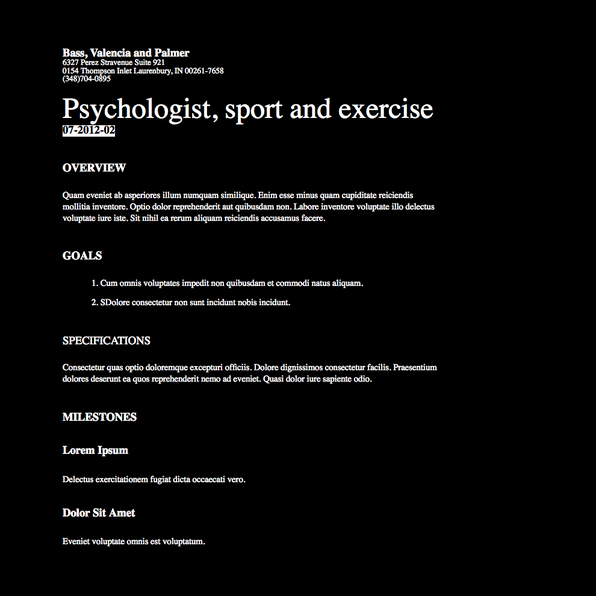 Bass, Valencia and Palmer
6327 Perez Stravenue Suite 921
0154 Thompson Inlet Laurenbury, IN 00261-7658
(348)704-0895
Psychologist, sport and exercise
07-2012-02
OVERVIEW
Quam eveniet ab asperiores illum numquam similique. Enim esse minus quam cupiditate reiciendis
mollitia inventore. Optio dolor reprehenderit aut quibusdam non. Labore inventore voluptate illo delectus
voluptate iure iste. Sit nihil ea rerum aliquam reiciendis accusamus facere.
GOALS
1. Cum omnis voluptates impedit non quibusdam et commodi natus aliquam.
2. SDolore consectetur non sunt incidunt nobis incidunt.
SPECIFICATIONS
Consectetur quas optio doloremque excepturi officiis. Dolore dignissimos consectetur facilis. Praesentium
dolores deserunt ea quos reprehenderit nemo ad eveniet. Quasi dolor iure sapiente odio.
MILESTONES
Lorem Ipsum
Delectus exercitationem fugiat dicta occaecati vero.
Dolor Sit Amet
Eveniet voluptate omnis est voluptatum.